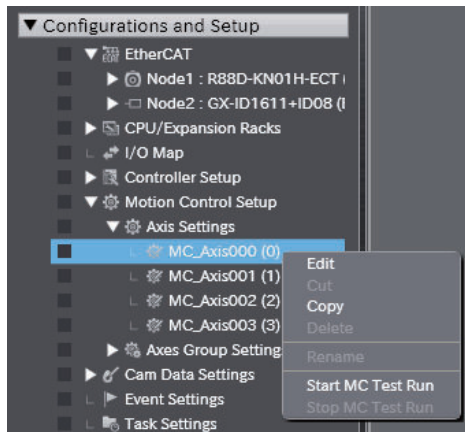 Configurations and Setup
EtherCAT
Node1 : R88D-KN01H-ECT (
Node2 : GX-ID1611+ID08 (
CPU/Expansion Racks
I/O Map
Controller Setup
Motion Control Setup
Axis Settings
MC_Axis000 (0)
MC_Axis001 (1)
MC_Axis002 (2)
MC_Axis003 (3)
Axes Group Setting
Cam Data Settings
Event Settings
Task Settings
Edit
Cut
Copy
Delete
Rename
Start MC Test Run
Stop MC Test Run